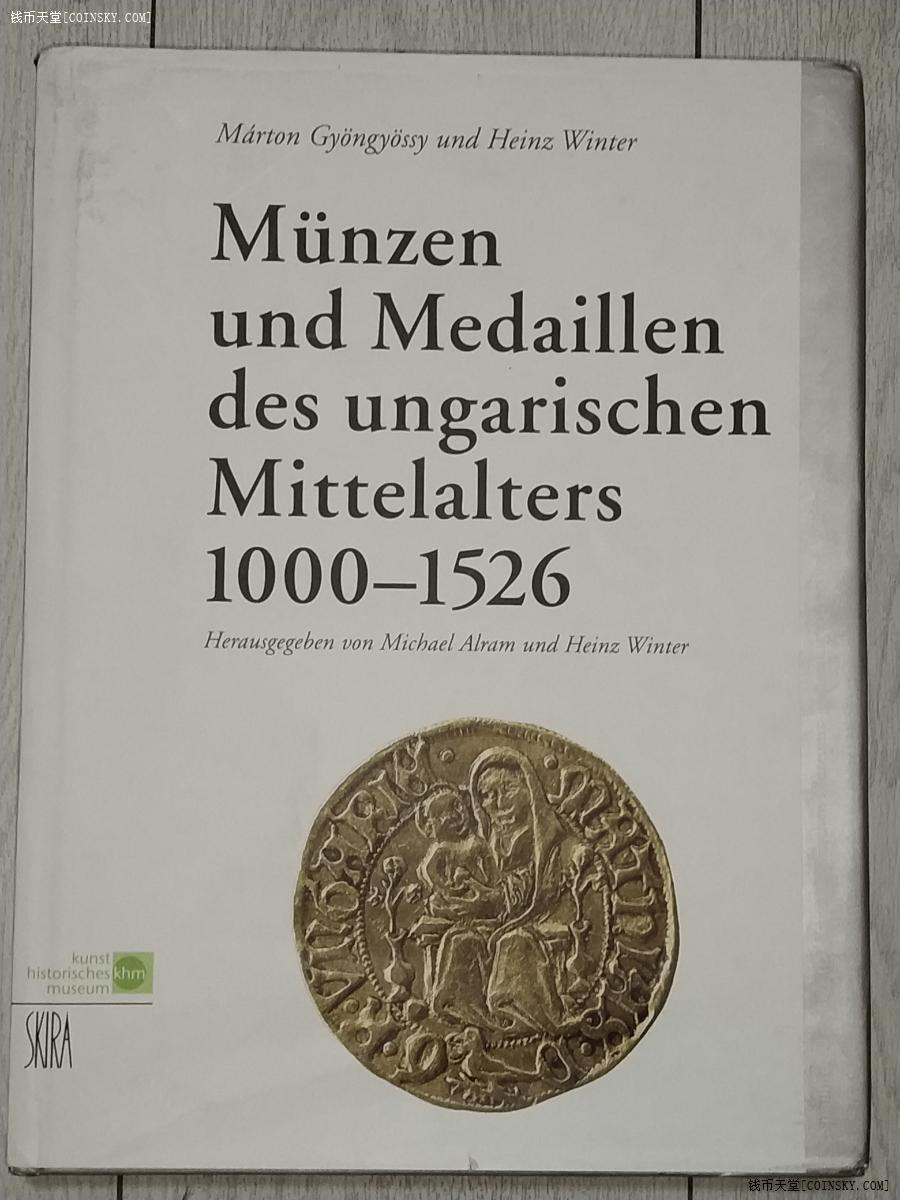 钱币天堂[COINSKY.COM]
Márton Gyöngyössy und Heinz Winter
Münzen
und Medaillen
des ungarischen
Mittelalters
1000–1526
Herausgegeben von Michael Alram und Heinz Winter
kunst
historisches khm
museum
SKIRA
钱币天堂[COINSKY.COM]